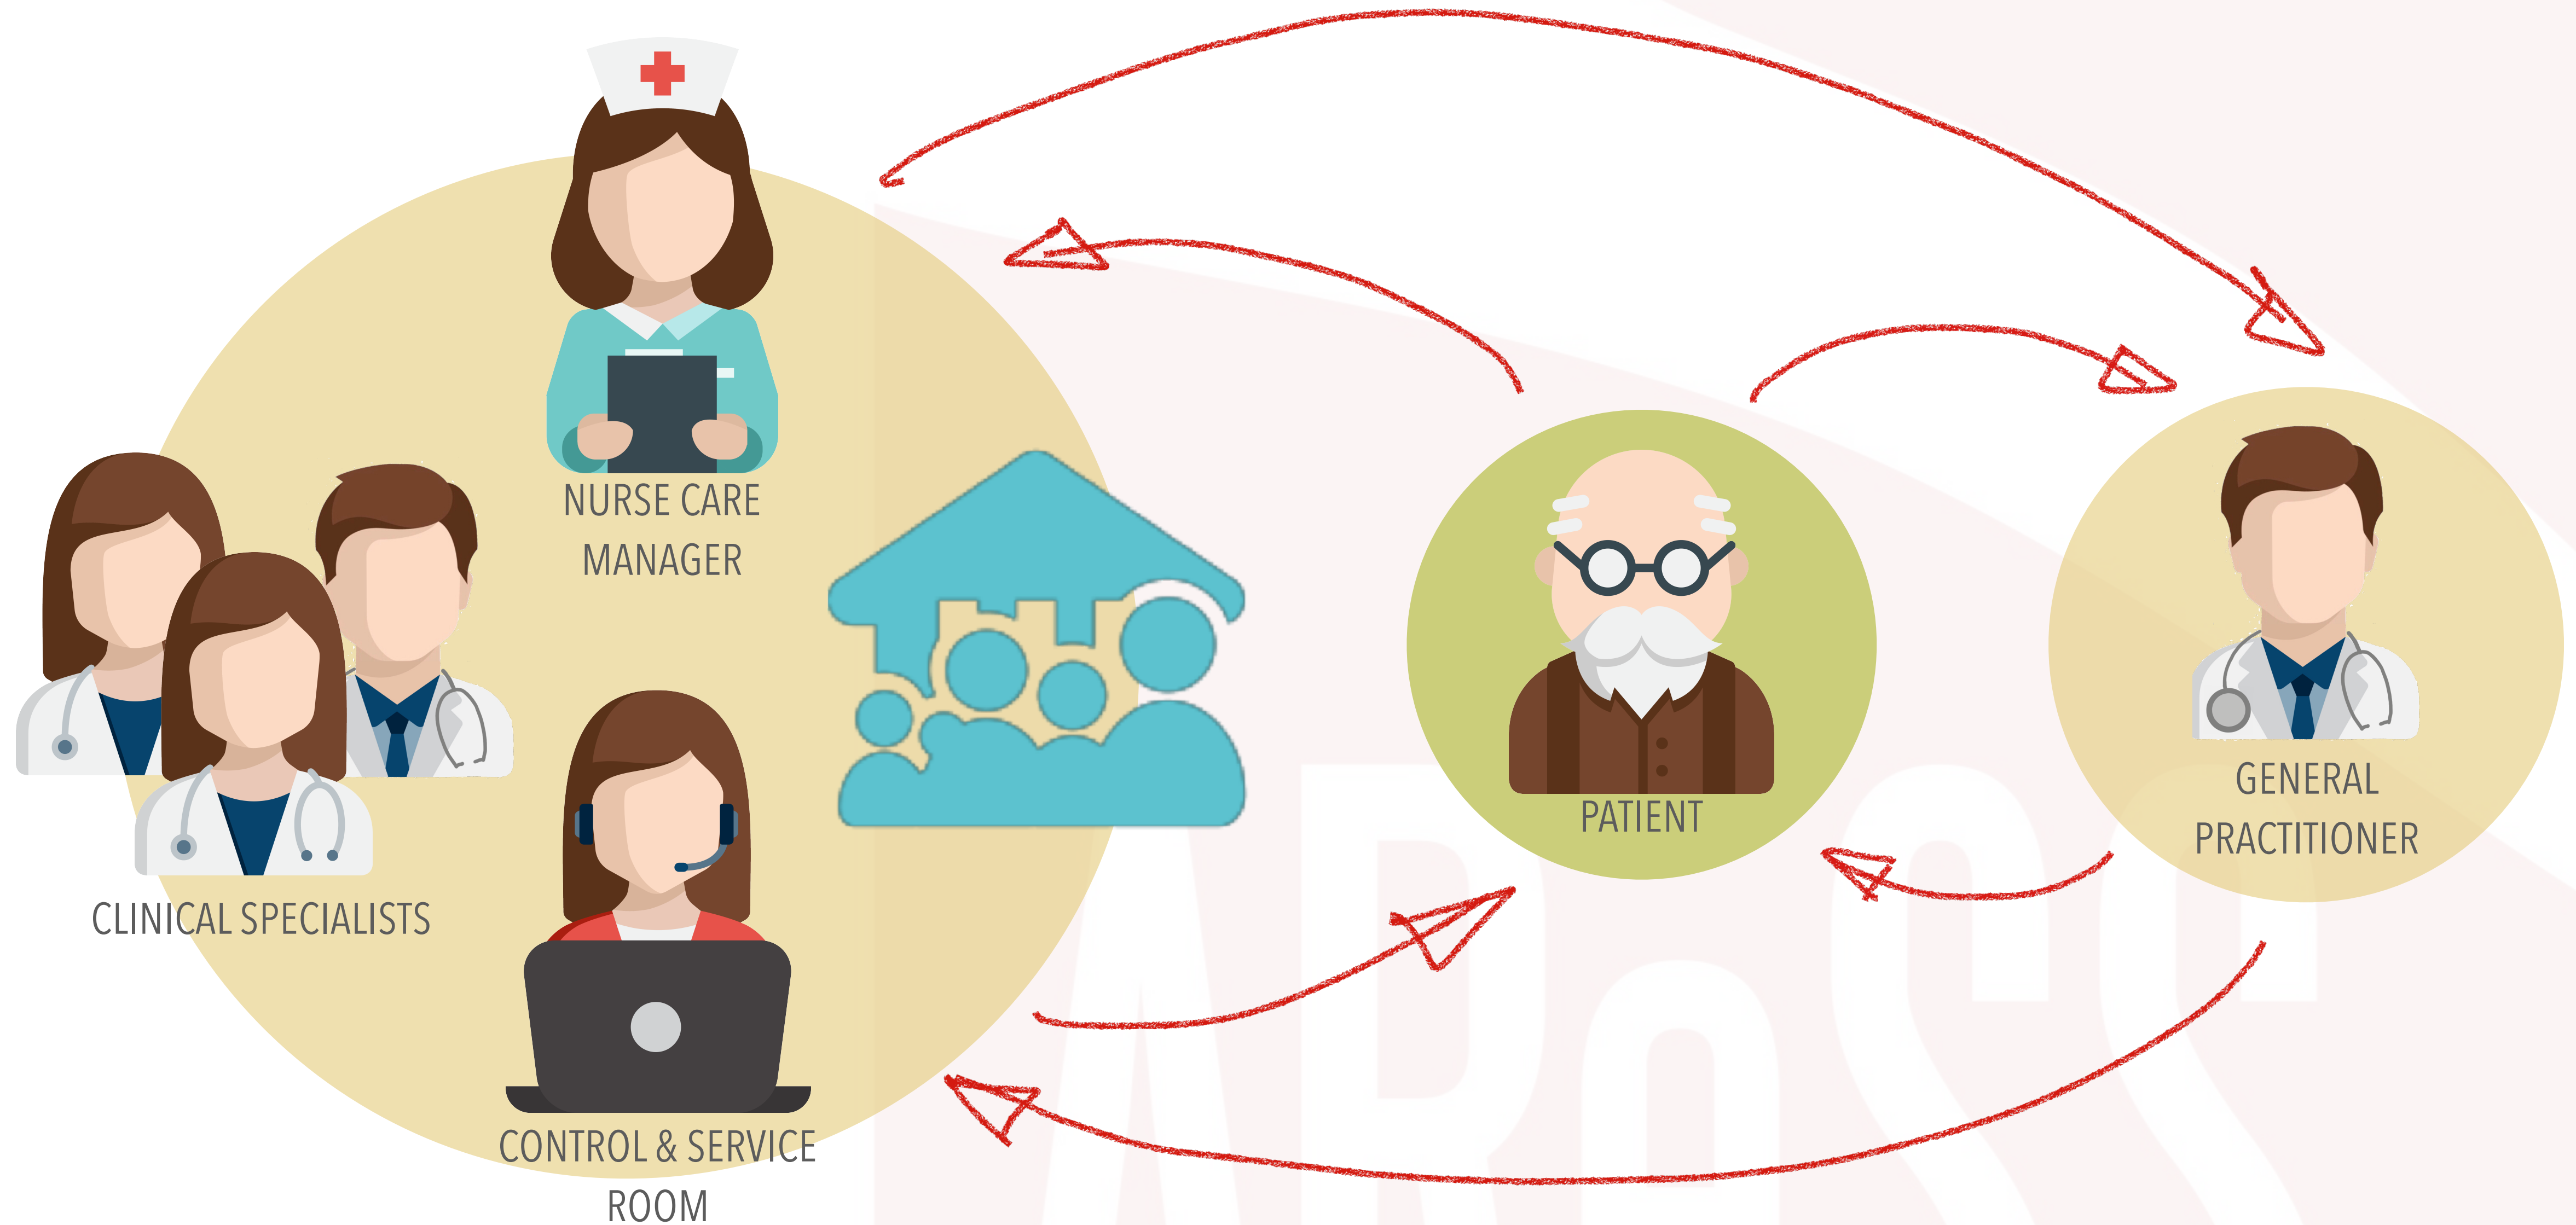 NURSE CARE
MANAGER
CLINICAL SPECIALISTS
CONTROL & SERVICE
ROOM
PATIENT
GENERAL
PRACTITIONER